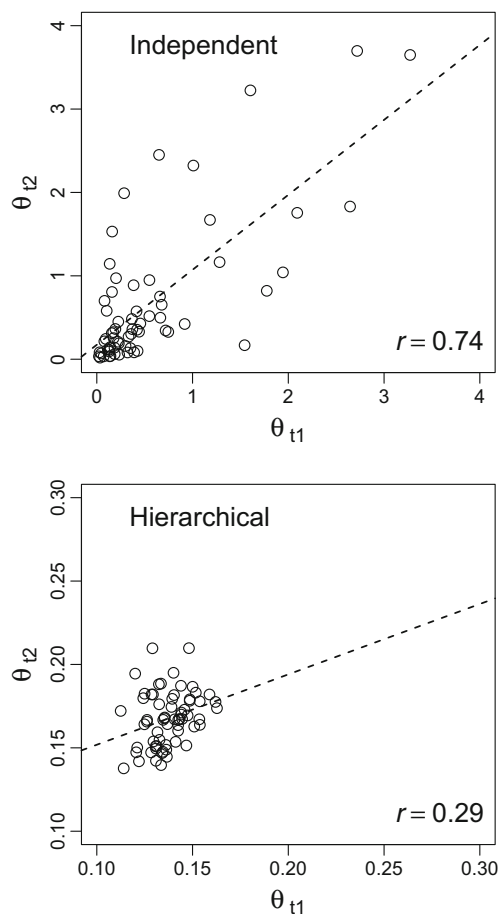 Independent
4
3
2
1
0
θ t2
r = 0.74
0 1 2 3 4
θ t1
Hierarchical
0.30
0.25
0.20
0.15
0.10
θ t2
r = 0.29
0.10 0.15 0.20 0.25 0.30
θ t1